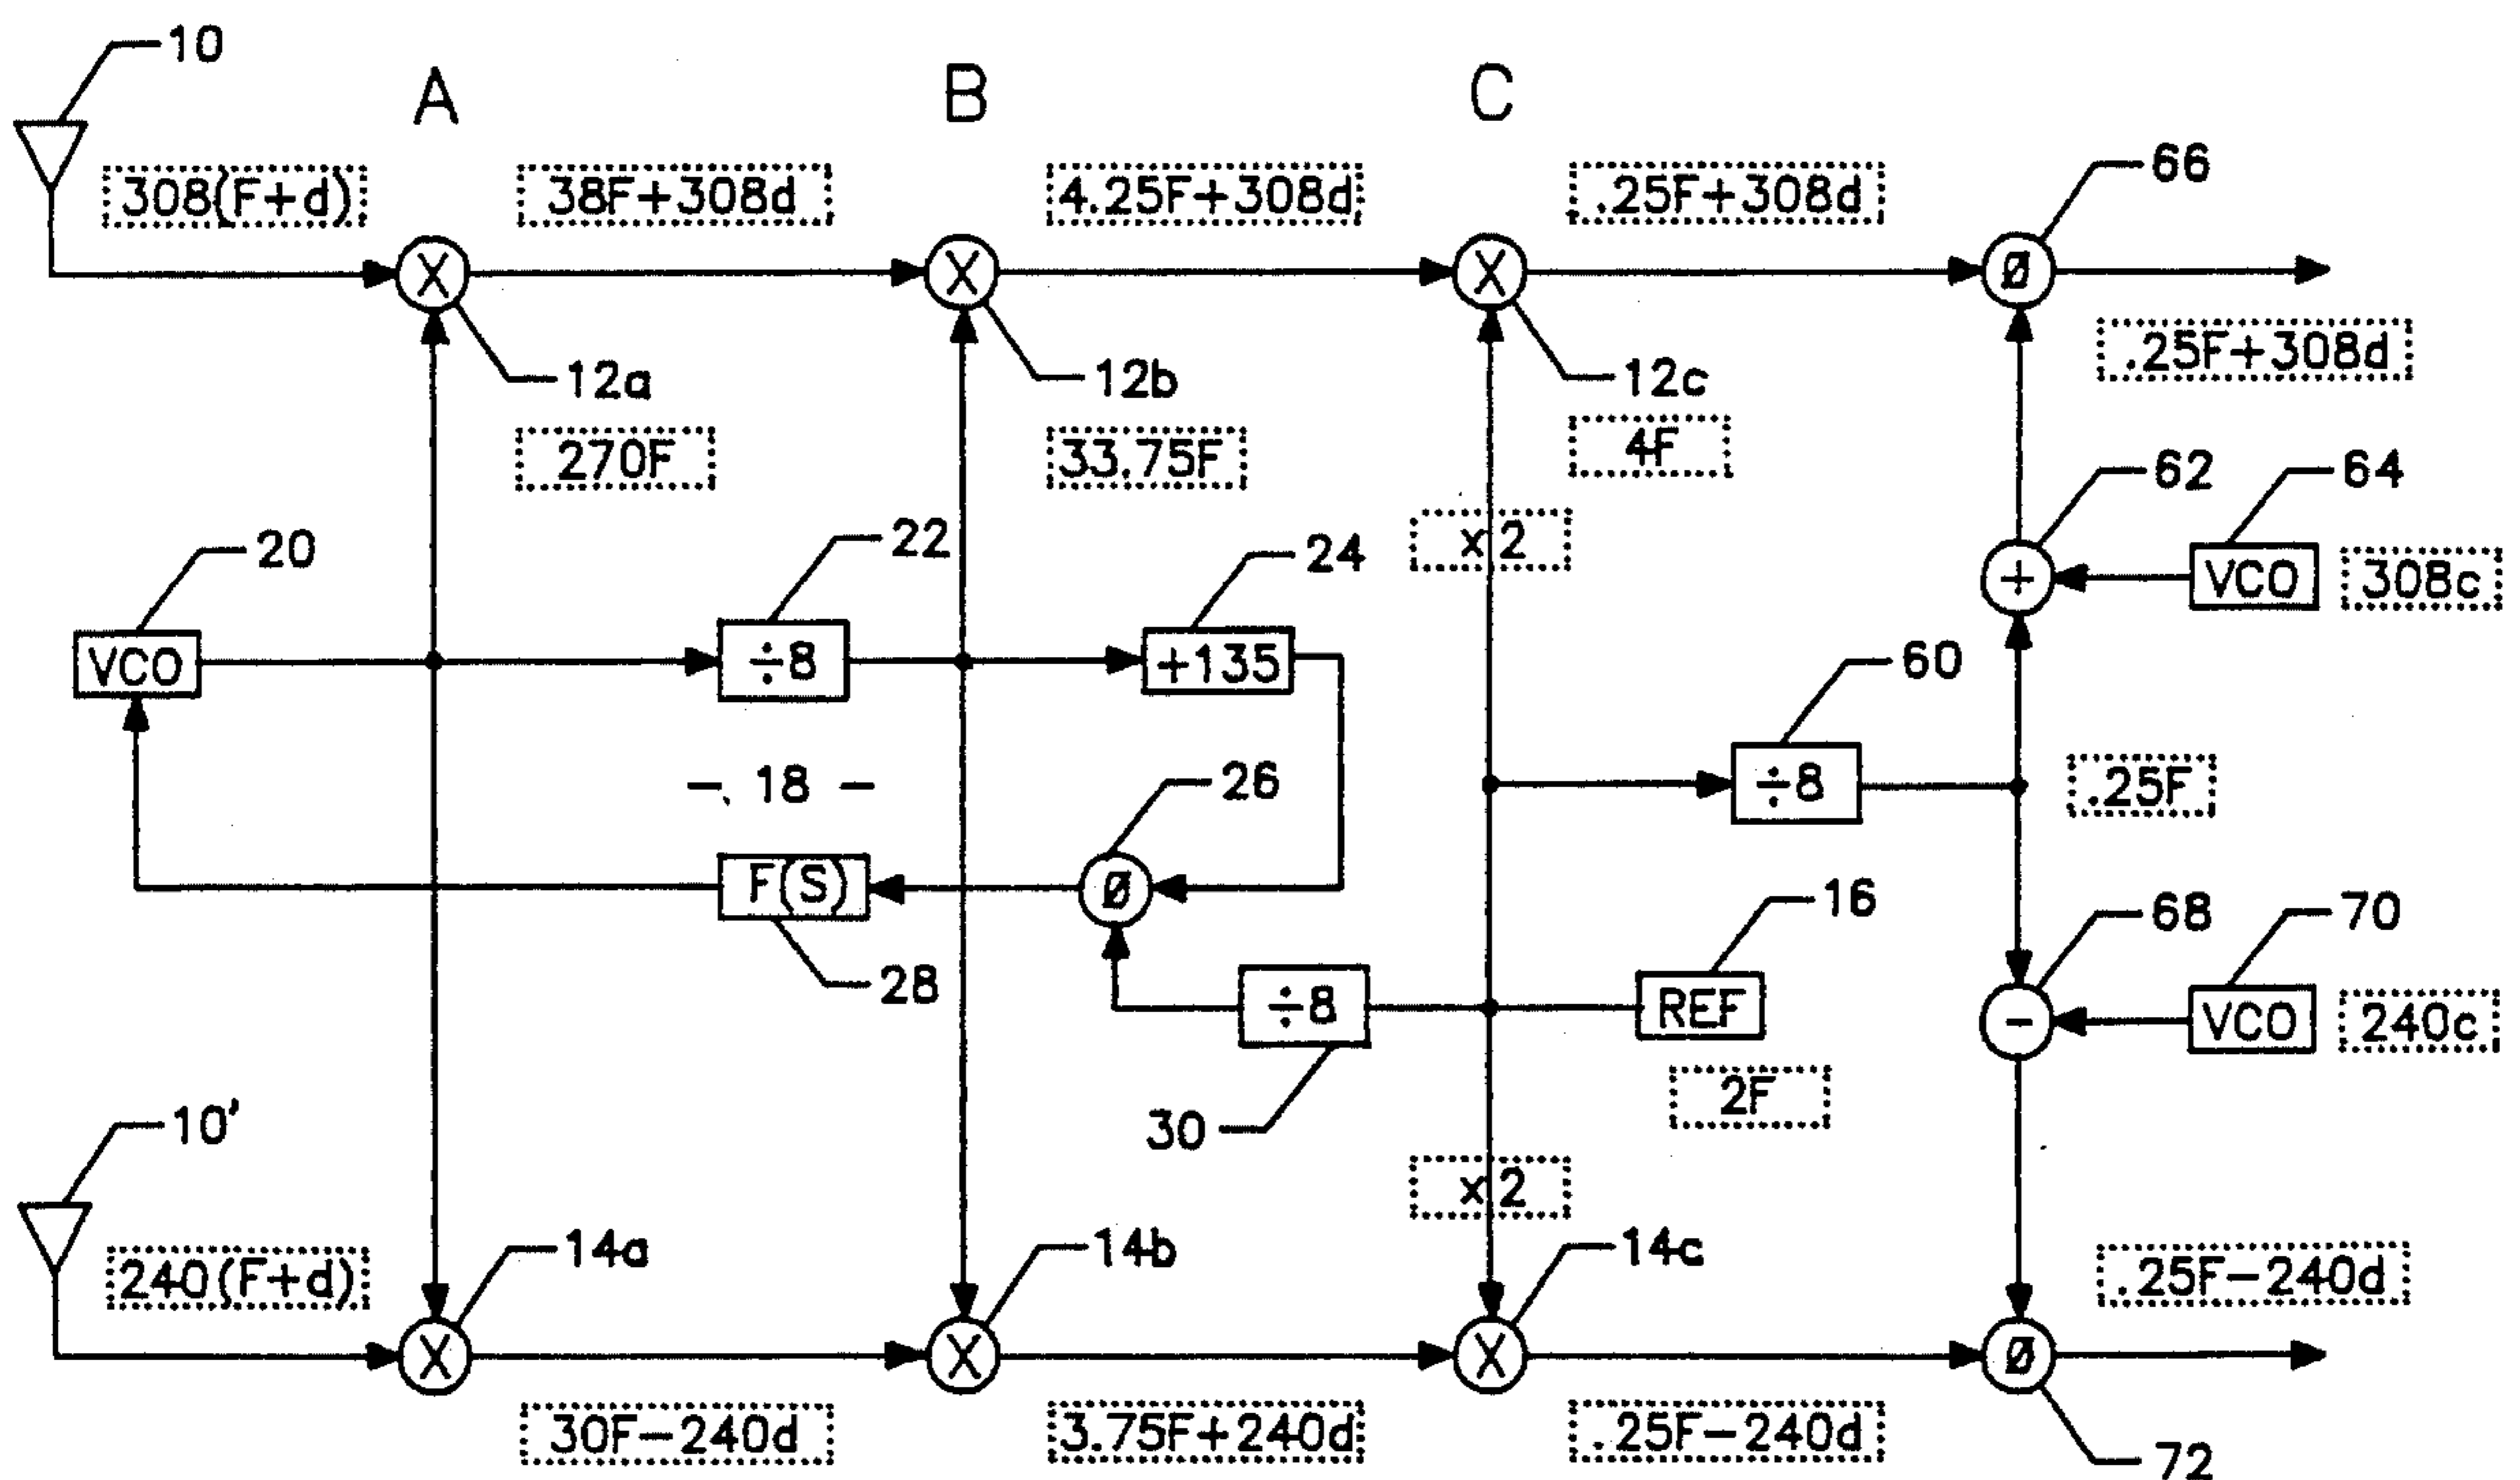 10
A
B
C
66
308(F+d)
38F+308d
4.25F+308d
.25F+308d
X
X
X
Ø
.25F+308d
12a
12b
12c
270F
33.75F
4F
62
64
x2
20
22
24
+
VCO
308c
VCO
÷8
+135
60
÷8
.25F
- 18 -
26
F(S)
Ø
16
68
70
28
÷8
REF
-
VCO
240c
2F
30
10'
x2
14a
14b
14c
240(F+d)
.25F-240d
X
X
X
Ø
30F-240d
3.75F+240d
.25F-240d
72